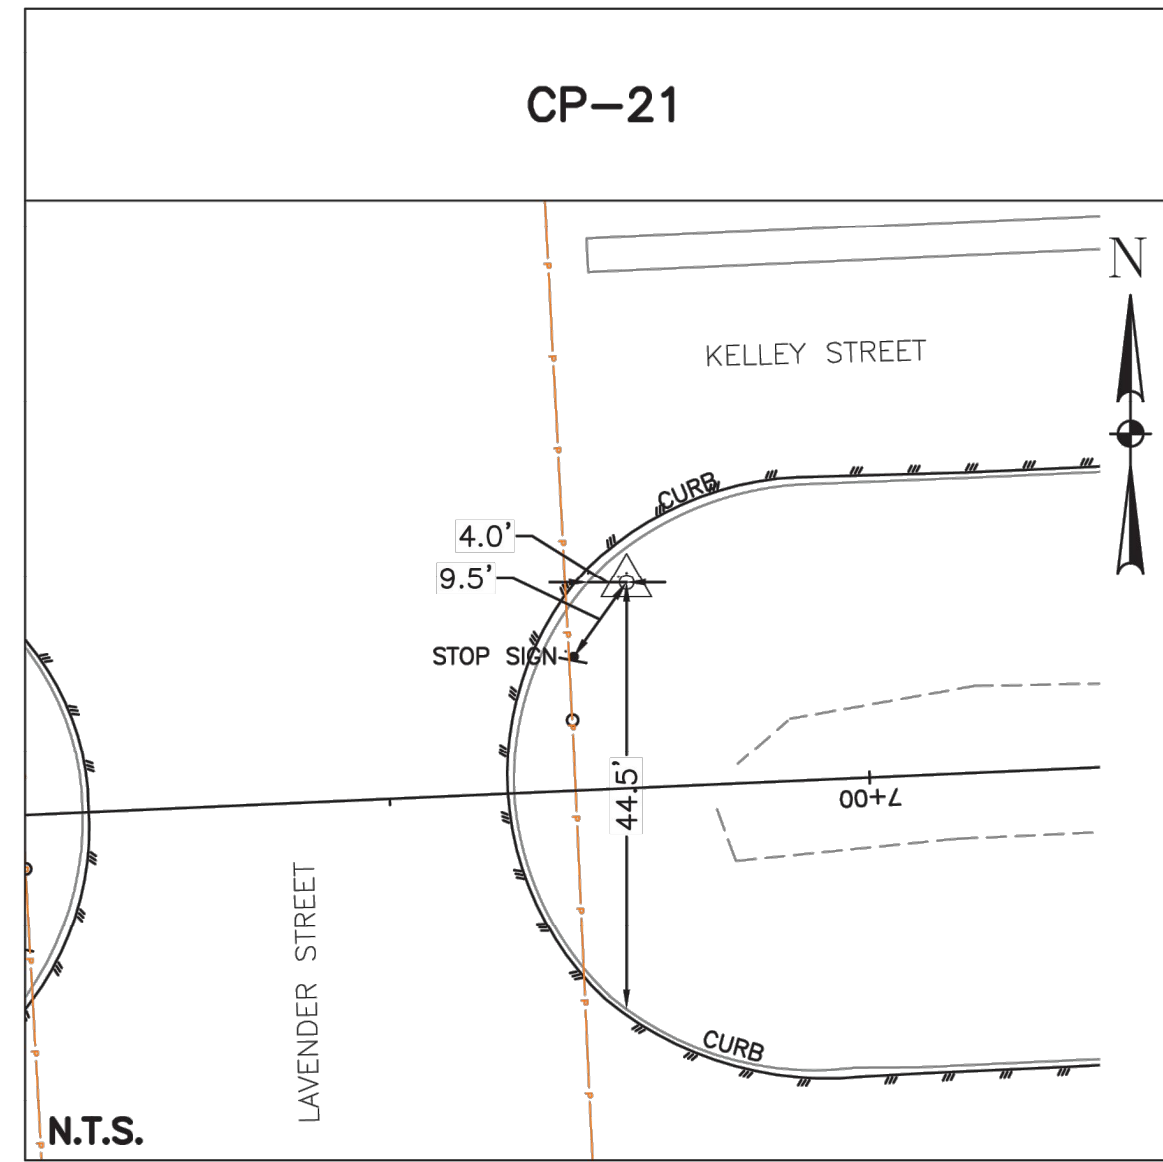 CP-21
N
KELLEY STREET
CURB
4.0'
9.5'
STOP SIGN
44.5'
7+00
LAVENDER STREET
CURB
N.T.S.